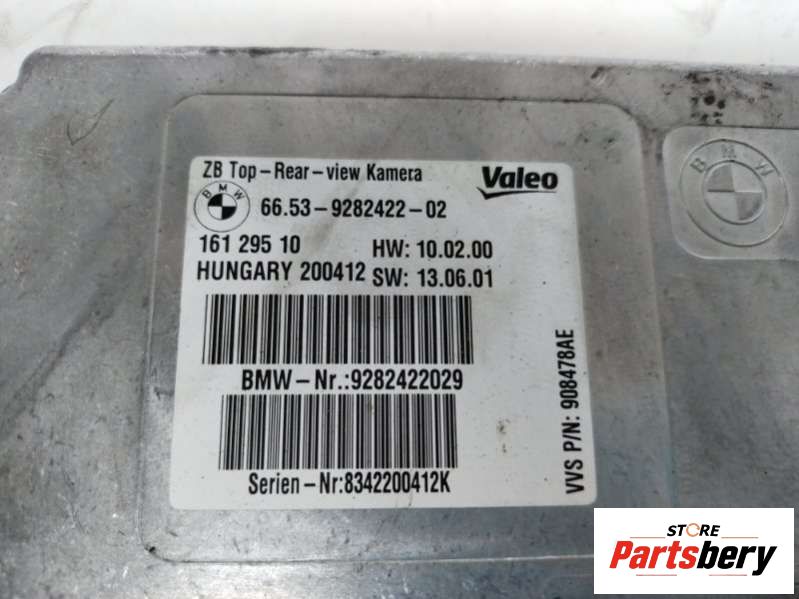 ZB Top-Rear-view Kamera
Valeo
BMW
66.53-9282422-02
161 295 10
HW: 10.02.00
HUNGARY 200412
SW: 13.06.01
BMW-Nr.:9282422029
Serien-Nr:8342200412K
VVS P/N: 908478AE
BMW
STORE
Partsbery